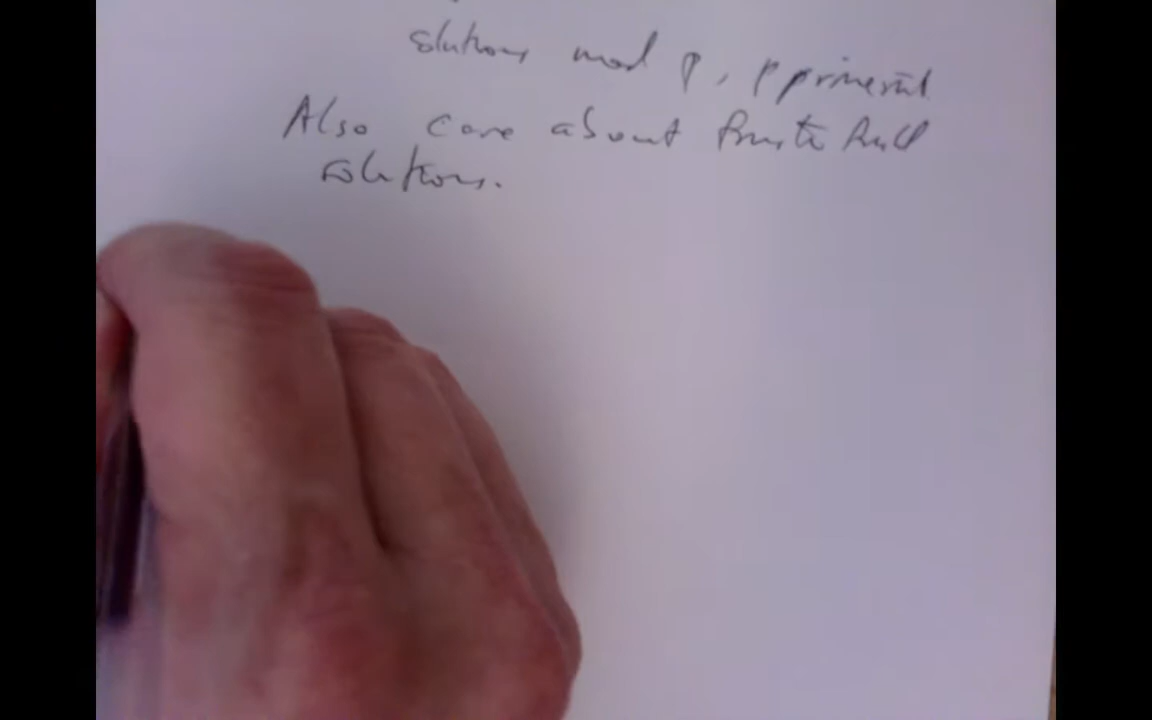 solutions mod p, p prime
Also care about finite field
solutions.